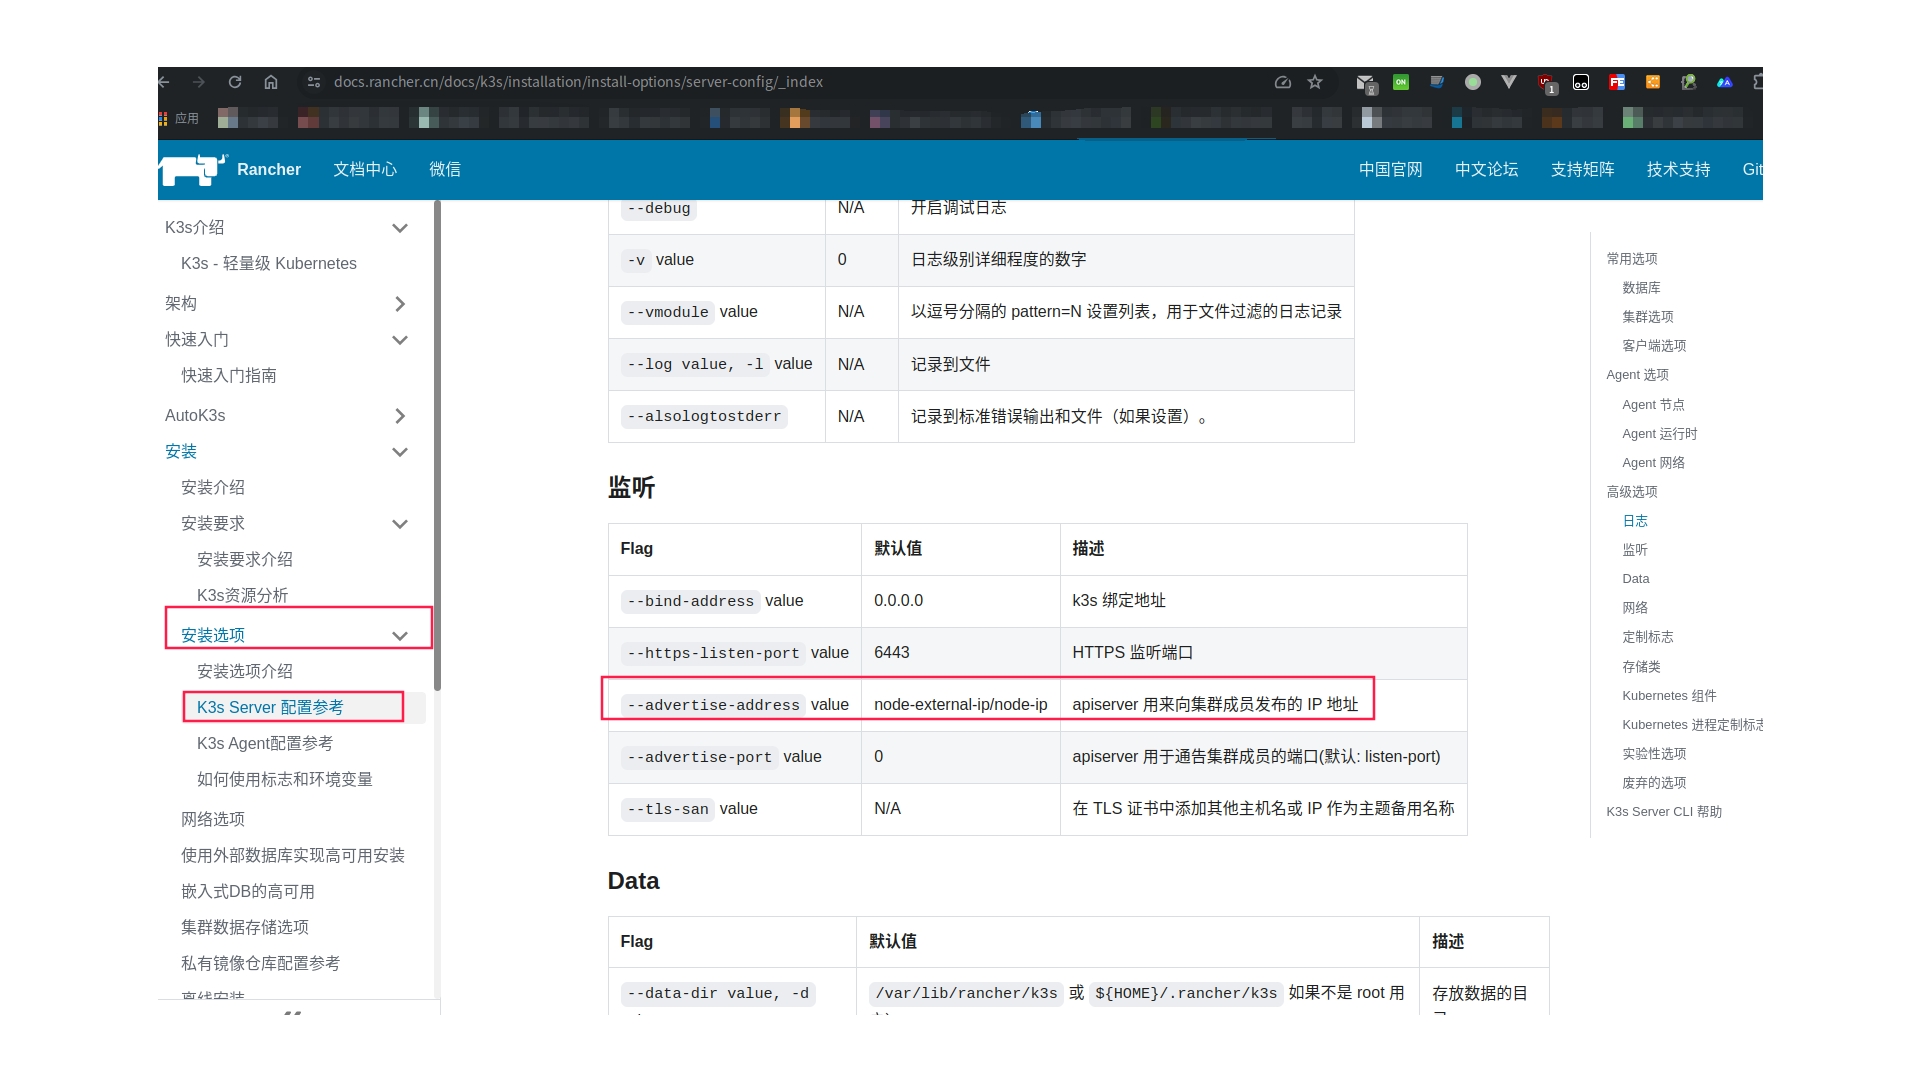 docs.rancher.cn/docs/k3s/installation/install-options/server-config/_index
ON
1
FE
应用
Rancher 文档中心 微信 中国官网 中文论坛 支持矩阵 技术支持
K3s介绍
K3s - 轻量级 Kubernetes
架构
快速入门
快速入门指南
AutoK3s
安装
安装介绍
安装要求
安装要求介绍
K3s资源分析
安装选项
安装选项介绍
K3s Server 配置参考
K3s Agent配置参考
如何使用标志和环境变量
网络选项
使用外部数据库实现高可用安装
嵌入式DB的高可用
集群数据存储选项
私有镜像仓库配置参考
离线安装
--debug N/A 开启调试日志
-v value 0 日志级别详细程度的数字
--vmodule value N/A 以逗号分隔的 pattern=N 设置列表，用于文件过滤的日志记录
--log value, -l value N/A 记录到文件
--alsologtostderr N/A 记录到标准错误输出和文件（如果设置）。
监听
Flag 默认值 描述
--bind-address value 0.0.0.0 k3s 绑定地址
--https-listen-port value 6443 HTTPS 监听端口
--advertise-address value node-external-ip/node-ip apiserver 用来向集群成员发布的 IP 地址
--advertise-port value 0 apiserver 用于通告集群成员的端口(默认: listen-port)
--tls-san value N/A 在 TLS 证书中添加其他主机名或 IP 作为主题备用名称
Data
Flag 默认值 描述
--data-dir value, -d /var/lib/rancher/k3s 或 ${HOME}/.rancher/k3s 如果不是 root 用 存放数据的目
常用选项
数据库
集群选项
客户端选项
Agent 选项
Agent 节点
Agent 运行时
Agent 网络
高级选项
日志
监听
Data
网络
定制标志
存储类
Kubernetes 组件
Kubernetes 进程定制标志
实验性选项
废弃的选项
K3s Server CLI 帮助